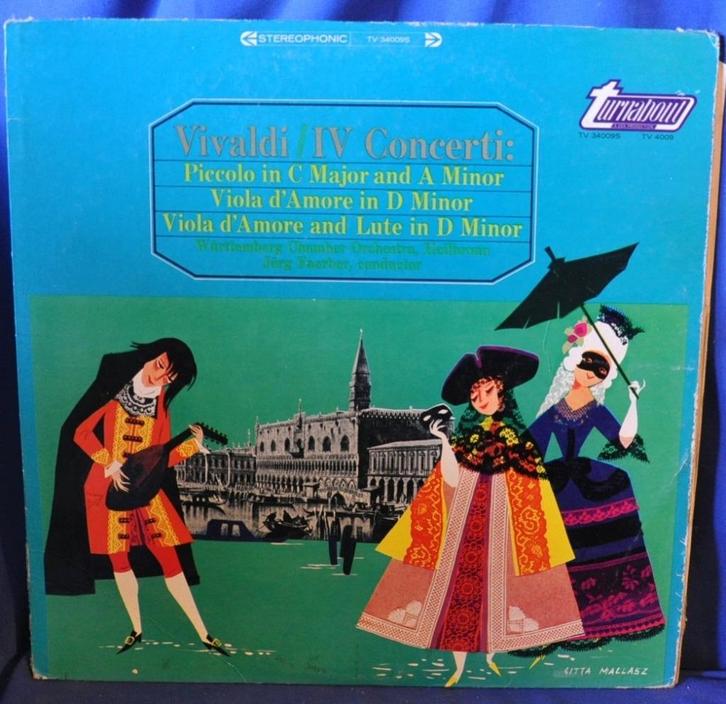 STEREOPHONIC TV 34009S
turnabout
TV 34009S TV 4009
Vivaldi / IV Concerti:
Piccolo in C Major and A Minor
Viola d'Amore in D Minor
Viola d'Amore and Lute in D Minor
Württemberg Chamber Orchestra, Heilbronn
Jörg Faerber, conductor
GITTA MALLASZ